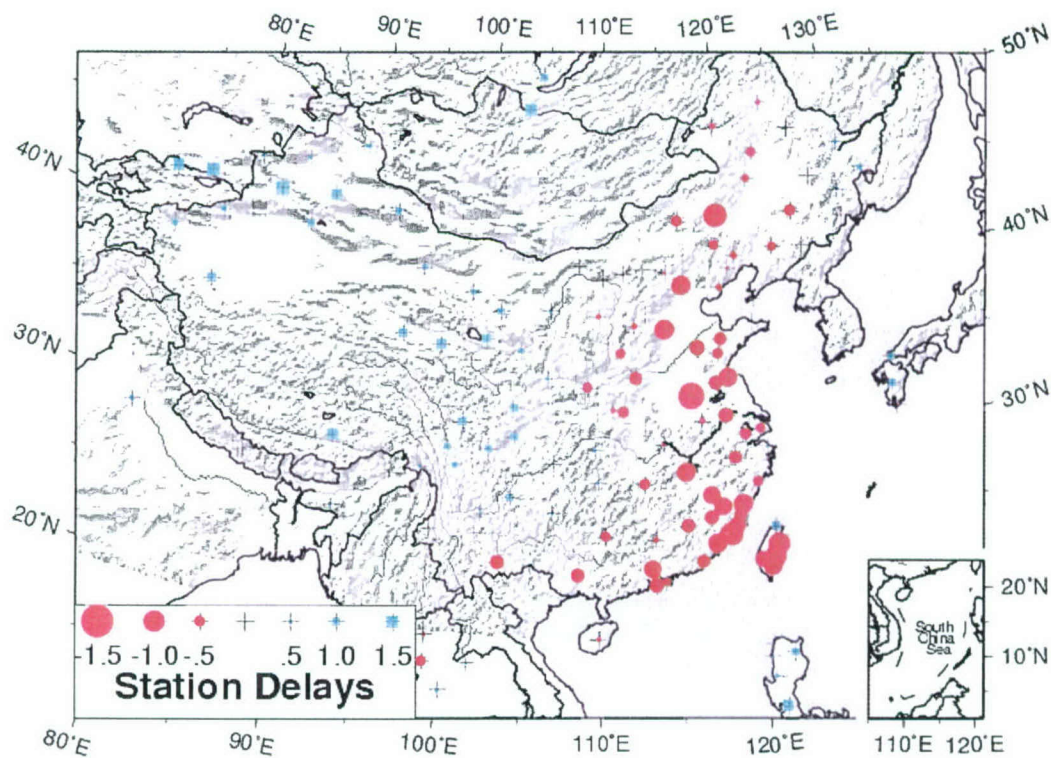 80°E 90°E 100°E 110°E 120°E 130°E
50°N
40°N
40°N
30°N
30°N
20°N
20°N
10°N
-1.5 -1.0 -.5 .5 1.0 1.5
Station Delays
South
China
Sea
80°E 90°E 100°E 110°E 120°E
110°E 120°E